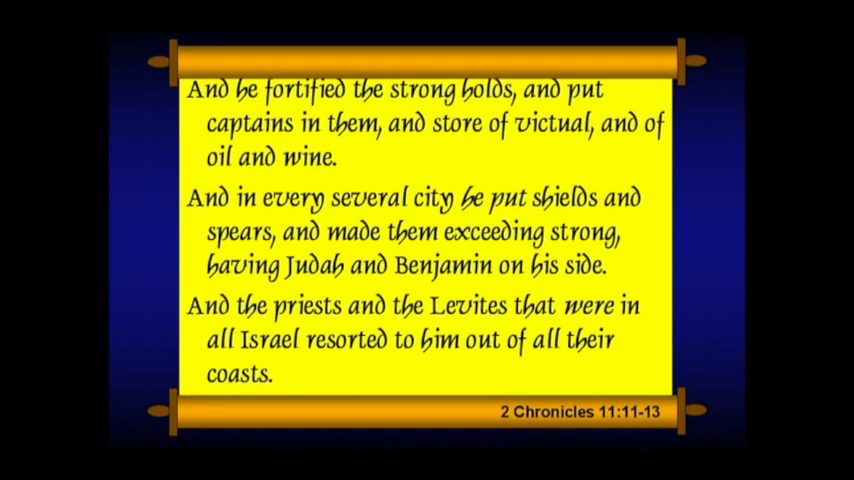 And he fortified the strong holds, and put
captains in them, and store of victual, and of
oil and wine.
And in every several city he put shields and
spears, and made them exceeding strong,
having Judah and Benjamin on his side.
And the priests and the Levites that were in
all Israel resorted to him out of all their
coasts.
2 Chronicles 11:11-13